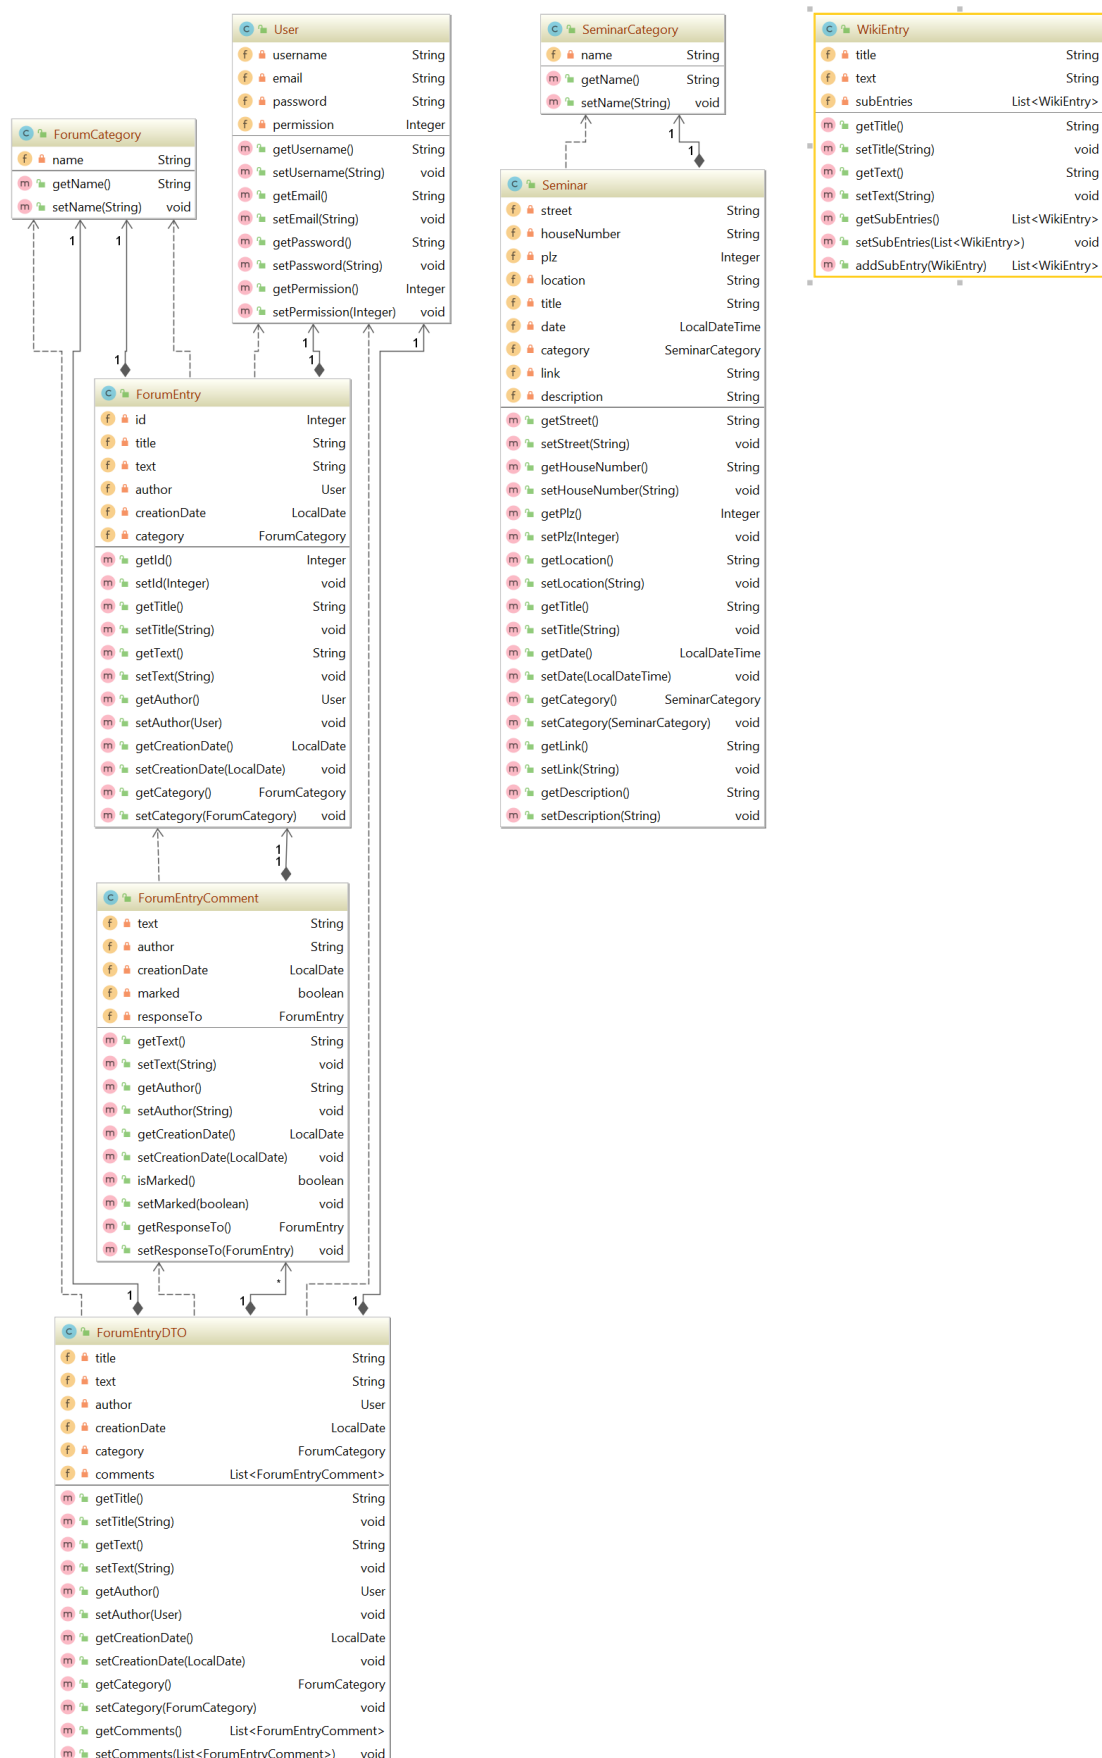 User
username String
email String
password String
permission Integer
getUsername() String
setUsername(String) void
getEmail() String
setEmail(String) void
getPassword() String
setPassword(String) void
getPermission() Integer
setPermission(Integer) void
SeminarCategory
name String
getName() String
setName(String) void
WikiEntry
title String
text String
subEntries List<WikiEntry>
getTitle() String
setTitle(String) void
getText() String
setText(String) void
getSubEntries() List<WikiEntry>
setSubEntries(List<WikiEntry>) void
addSubEntry(WikiEntry) List<WikiEntry>
ForumCategory
name String
getName() String
setName(String) void
1
1
1
1
1
1
1
1
Seminar
street String
houseNumber String
plz Integer
location String
title String
date LocalDateTime
category SeminarCategory
link String
description String
getStreet() String
setStreet(String) void
getHouseNumber() String
setHouseNumber(String) void
getPlz() Integer
setPlz(Integer) void
getLocation() String
setLocation(String) void
getTitle() String
setTitle(String) void
getDate() LocalDateTime
setDate(LocalDateTime) void
getCategory() SeminarCategory
setCategory(SeminarCategory) void
getLink() String
setLink(String) void
getDescription() String
setDescription(String) void
ForumEntry
id Integer
title String
text String
author User
creationDate LocalDate
category ForumCategory
getId() Integer
setId(Integer) void
getTitle() String
setTitle(String) void
getText() String
setText(String) void
getAuthor() User
setAuthor(User) void
getCreationDate() LocalDate
setCreationDate(LocalDate) void
getCategory() ForumCategory
setCategory(ForumCategory) void
1
1
ForumEntryComment
text String
author String
creationDate LocalDate
marked boolean
responseTo ForumEntry
getText() String
setText(String) void
getAuthor() String
setAuthor(String) void
getCreationDate() LocalDate
setCreationDate(LocalDate) void
isMarked() boolean
setMarked(boolean) void
getResponseTo() ForumEntry
setResponseTo(ForumEntry) void
*
1
1
1
ForumEntryDTO
title String
text String
author User
creationDate LocalDate
category ForumCategory
comments List<ForumEntryComment>
getTitle() String
setTitle(String) void
getText() String
setText(String) void
getAuthor() User
setAuthor(User) void
getCreationDate() LocalDate
setCreationDate(LocalDate) void
getCategory() ForumCategory
setCategory(ForumCategory) void
getComments() List<ForumEntryComment>
setComments(List<ForumEntryComment>) void